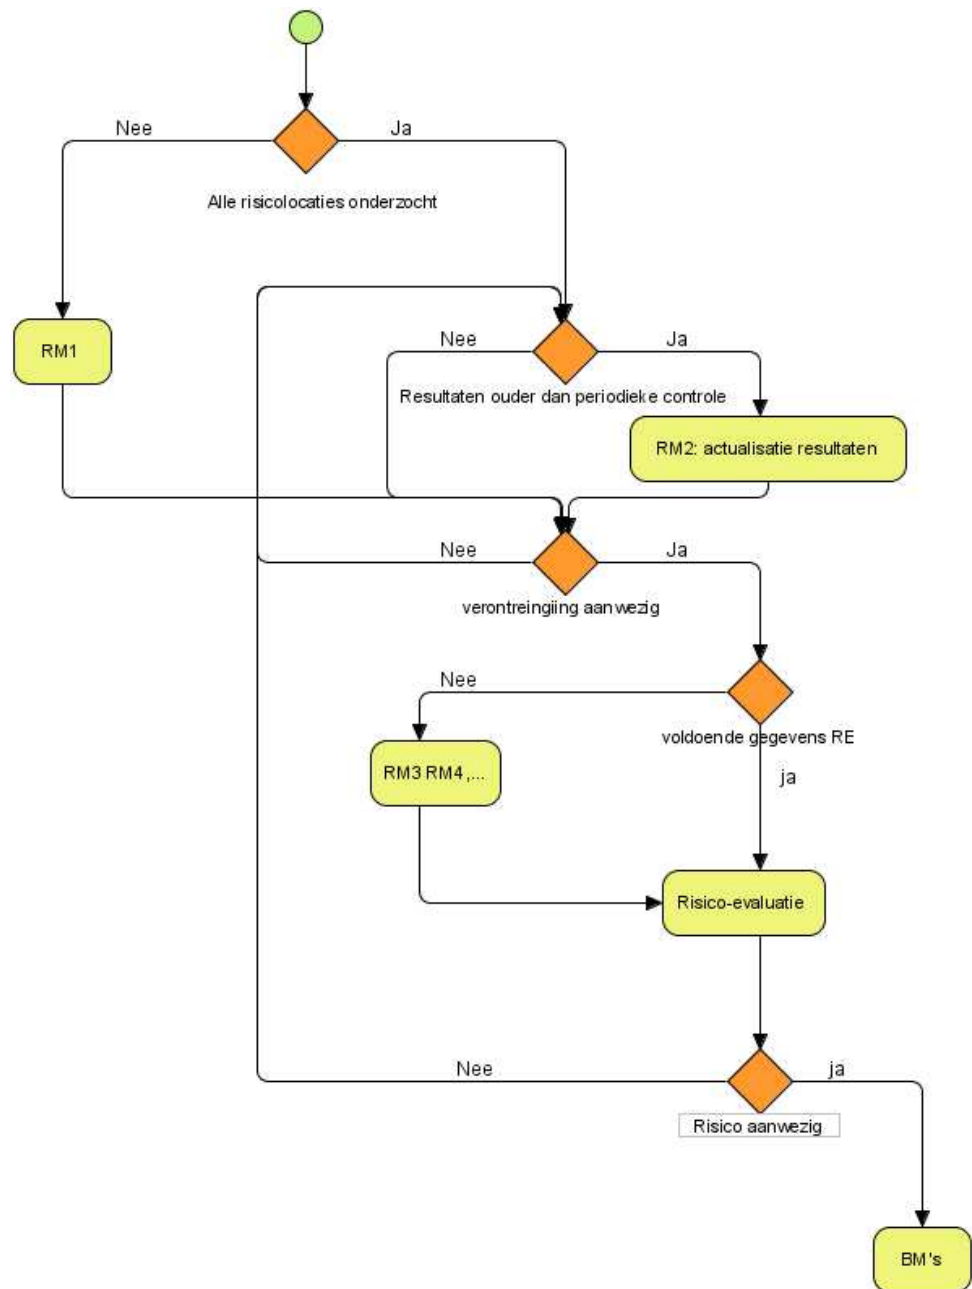 Nee
Ja
Alle risicolocaties onderzocht
RM1
Nee
Ja
Resultaten ouder dan periodieke controle
RM2: actualisatie resultaten
Nee
Ja
verontreingiing aanwezig
Nee
voldoende gegevens RE
RM3 RM4 ,...
ja
Risico-evaluatie
Nee
ja
Risico aanwezig
BM's